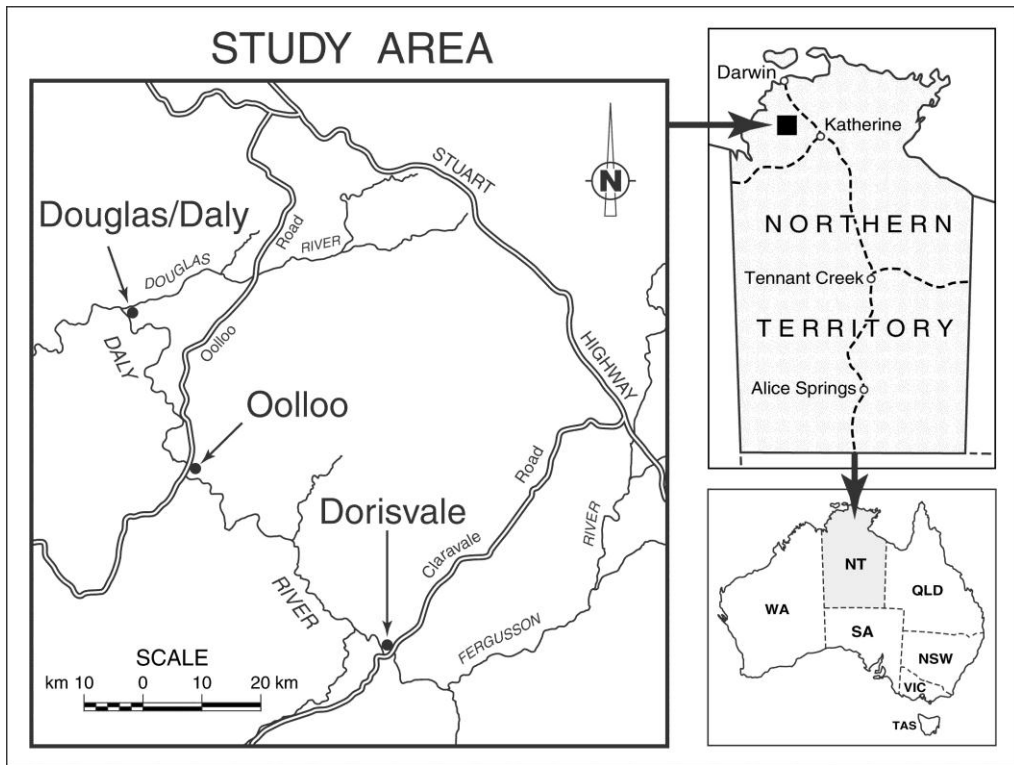 STUDY AREA
N
STUART
HIGHWAY
Douglas/Daly
DOUGLAS
RIVER
Oolloo
Road
DALY
RIVER
Oolloo
Dorisvale
Claravale
Road
FERGUSSON
RIVER
SCALE
km 10 0 10 20 km
Darwin
Katherine
NORTHERN
Tennant Creek
TERRITORY
Alice Springs
NT
WA
QLD
SA
NSW
VIC
TAS